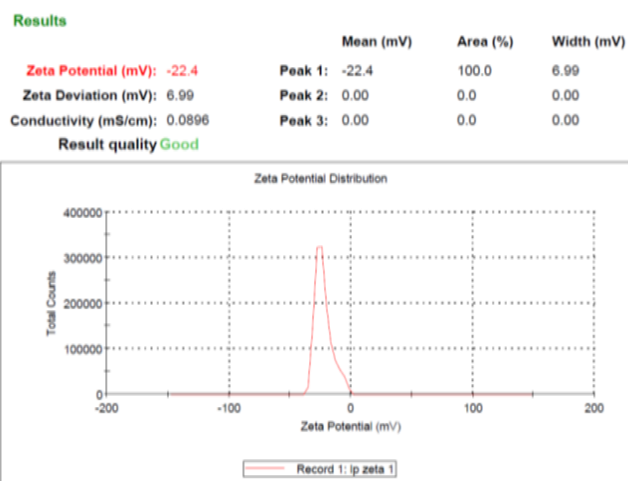 Results
Mean (mV) Area (%) Width (mV)
Zeta Potential (mV): -22.4 Peak 1: -22.4 100.0 6.99
Zeta Deviation (mV): 6.99 Peak 2: 0.00 0.0 0.00
Conductivity (mS/cm): 0.0896 Peak 3: 0.00 0.0 0.00
Result quality Good
Zeta Potential Distribution
400000
300000
200000
100000
0
Total Counts
-200 -100 0 100 200
Zeta Potential (mV)
Record 1: lp zeta 1